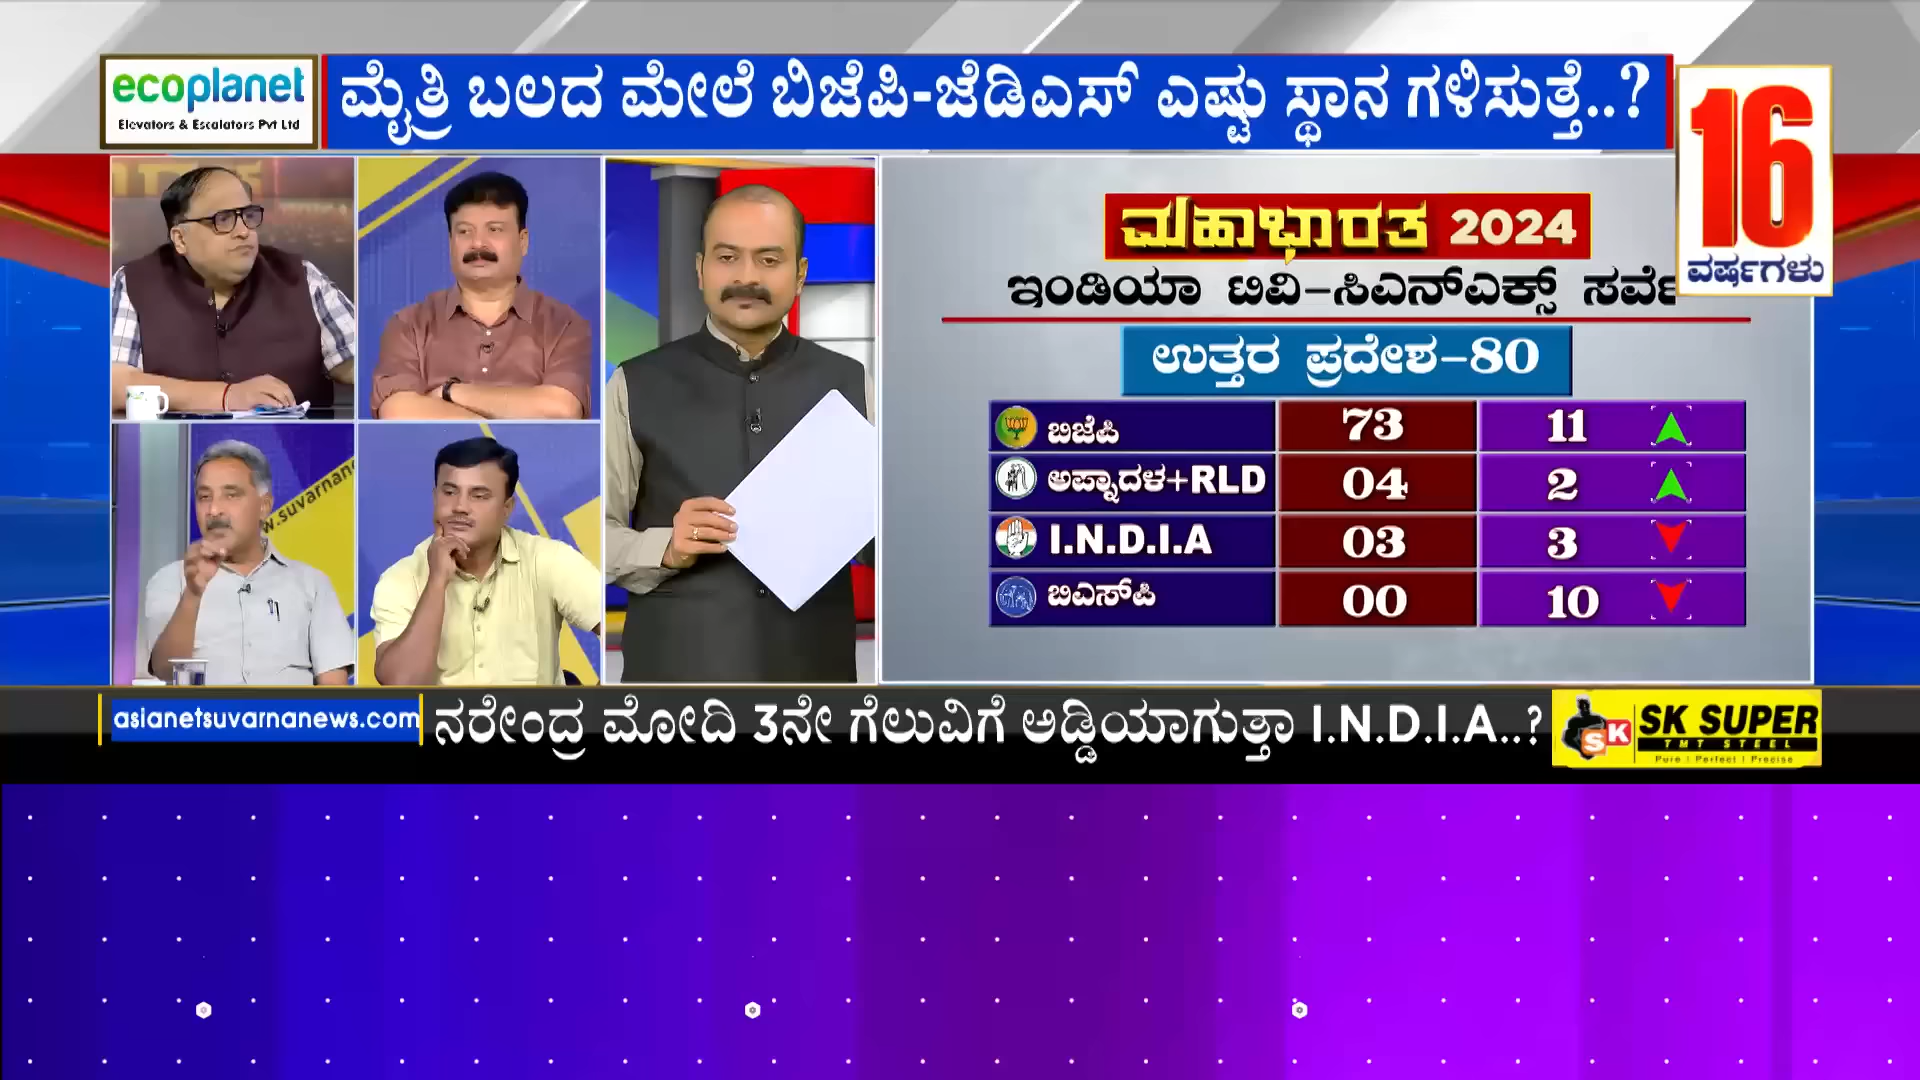 ecoplanet
Elevators & Escalators Pvt Ltd
ಮೈತ್ರಿ ಬಲದ ಮೇಲೆ ಬಿಜೆಪಿ-ಜೆಡಿಎಸ್ ಎಷ್ಟು ಸ್ಥಾನ ಗಳಿಸುತ್ತೆ..?
16
ವರ್ಷಗಳು
ಮಹಾಭಾರತ 2024
ಇಂಡಿಯಾ ಟಿವಿ-ಸಿಎನ್ಎಕ್ಸ್ ಸರ್ವೆ
ಉತ್ತರ ಪ್ರದೇಶ-80
ಬಿಜೆಪಿ 73 11
ಅಪ್ನಾದಳ+RLD 04 2
I.N.D.I.A 03 3
ಬಿಎಸ್‌ಪಿ 00 10
w.suvarna
asianetsuvarnanews.com
ನರೇಂದ್ರ ಮೋದಿ 3ನೇ ಗೆಲುವಿಗೆ ಅಡ್ಡಿಯಾಗುತ್ತಾ I.N.D.I.A..?
SK
SK SUPER
TMT STEEL
Pure | Perfect | Precise